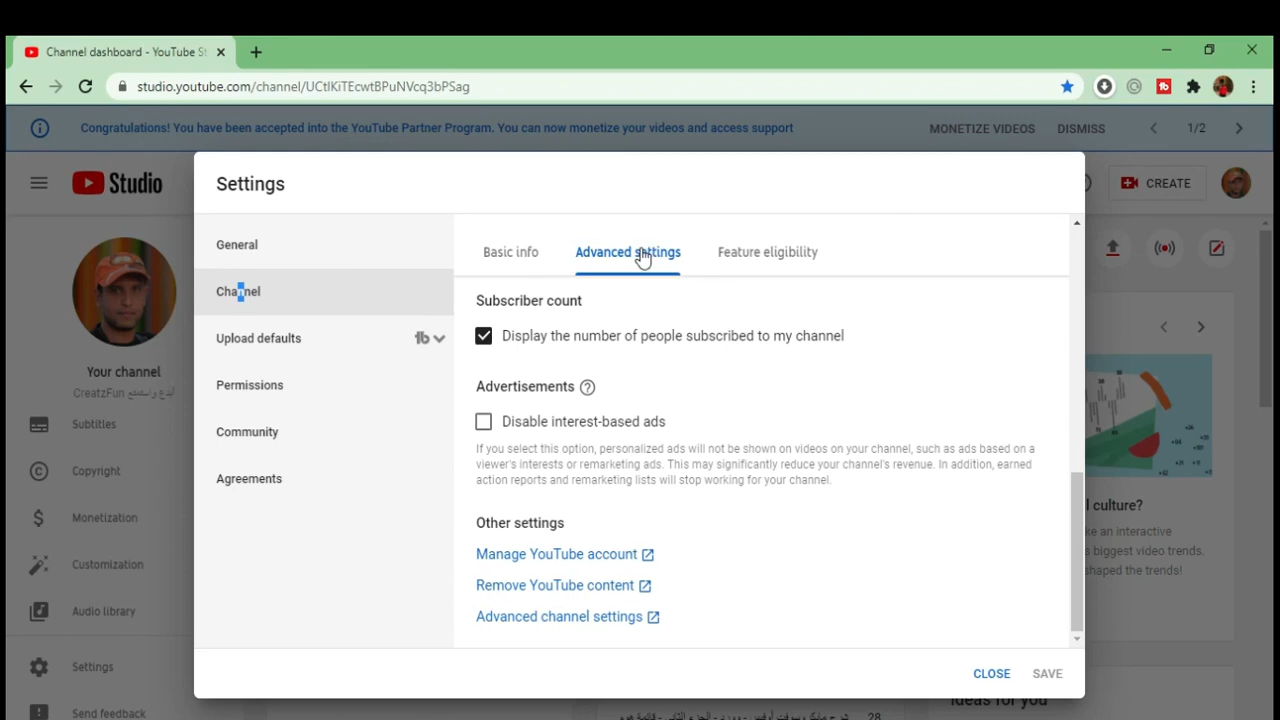 Channel dashboard - YouTube St
studio.youtube.com/channel/UCtlKiTEcwtBPuNVcq3bPSag
Congratulations! You have been accepted into the YouTube Partner Program. You can now monetize your videos and access support
MONETIZE VIDEOS
DISMISS
1/2
Studio
CREATE
Settings
General
Channel
Upload defaults
Permissions
Community
Agreements
Basic info
Advanced settings
Feature eligibility
Subscriber count
Display the number of people subscribed to my channel
Advertisements
Disable interest-based ads
If you select this option, personalized ads will not be shown on videos on your channel, such as ads based on a
viewer's interests or remarketing ads. This may significantly reduce your channel's revenue. In addition, earned
action reports and remarketing lists will stop working for your channel.
Other settings
Manage YouTube account
Remove YouTube content
Advanced channel settings
CLOSE
SAVE
Your channel
CreatzFun أبدع واستمتع
Subtitles
Copyright
Monetization
Customization
Audio library
Settings
Send feedback
l culture?
ke an interactive
s biggest video trends.
shaped the trends!
Ideas for you
28